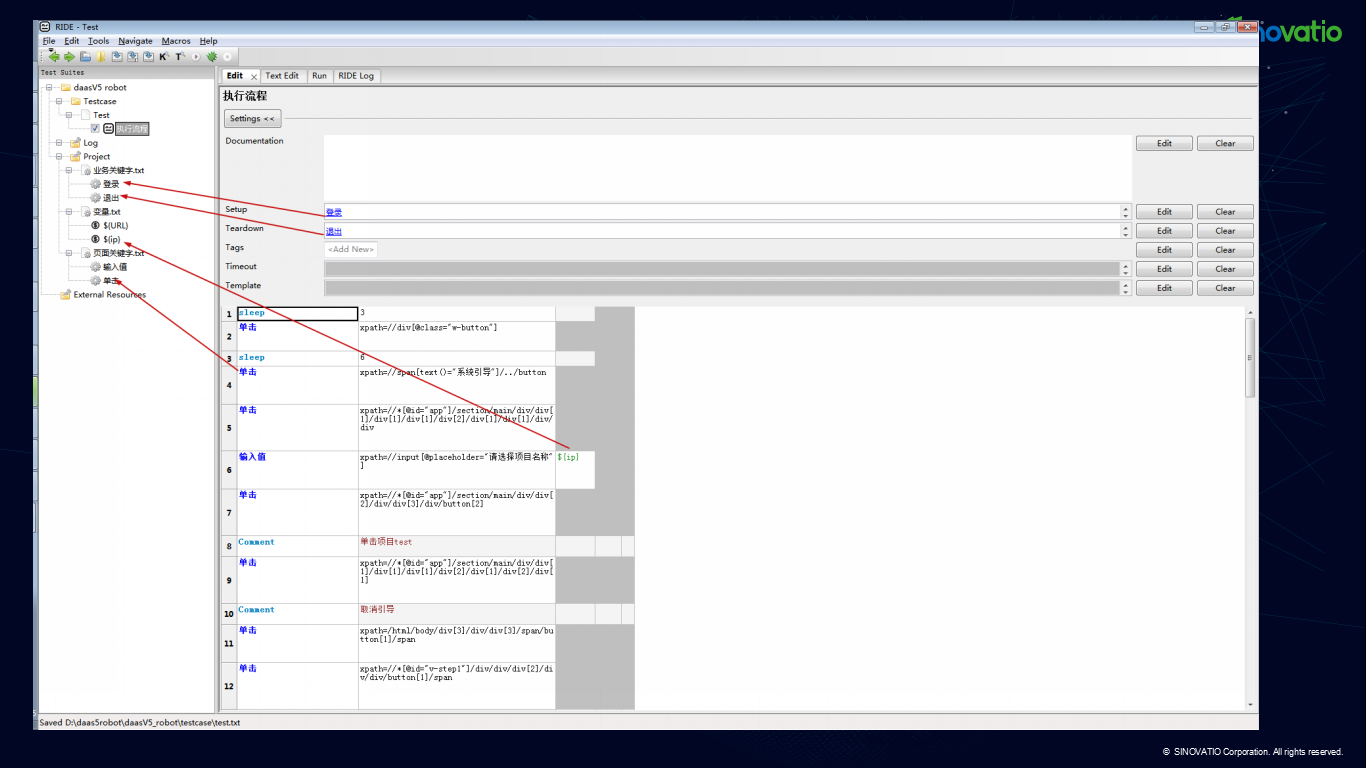 RIDE - Test
File Edit Tools Navigate Macros Help
Test Suites
daasV5 robot
Testcase
Test
执行流程
Log
Project
业务关键字.txt
登录
退出
变量.txt
$(URL)
$(ip)
页面关键字.txt
输入值
单击
External Resources
Edit Text Edit Run RIDE Log
执行流程
Settings <<
Documentation Edit Clear
Setup 登录 Edit Clear
Teardown 退出 Edit Clear
Tags <Add New> Edit Clear
Timeout Edit Clear
Template Edit Clear
1 sleep 3
2 单击 xpath=//div[@class="w-button"]
3 sleep 6
4 单击 xpath=//span[text()="系统引导"]/../button
5 单击 xpath=//*[@id="app"]/section/main/div/div[
1]/div[1]/div[1]/div[2]/div[1]/div[1]/div/
div
6 输入值 xpath=//input[@placeholder="请选择项目名称" ${ip}
]
7 单击 xpath=//*[@id="app"]/section/main/div/div[
2]/div/div[3]/div/button[2]
8 Comment 单击项目test
9 单击 xpath=//*[@id="app"]/section/main/div/div[
1]/div[1]/div[1]/div[2]/div[1]/div[2]/div[
1]
10 Comment 取消引导
11 单击 xpath=/html/body/div[3]/div/div[3]/span/bu
tton[1]/span
12 单击 xpath=//*[@id="v-step1"]/div/div/div[2]/di
v/div/button[1]/span
Saved D:\daas5robot\daasV5_robot\testcase\test.txt
novatio
© SINOVATIO Corporation. All rights reserved.